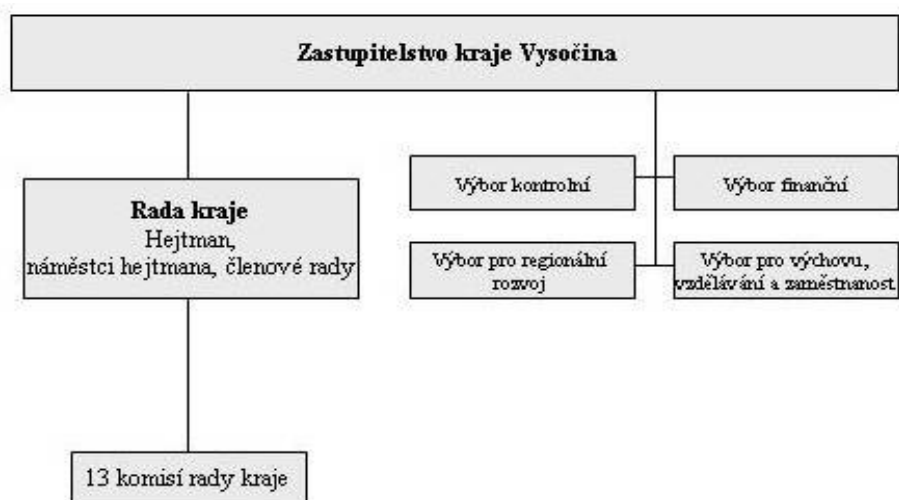 Zastupitelstvo kraje Vysočina
Výbor kontrolní
Výbor finanční
Rada kraje
Hejtman,
náměstci hejtmana, členové rady
Výbor pro regionální
rozvoj
Výbor pro výchovu,
vzdělávání a zaměstnanost
13 komisí rady kraje